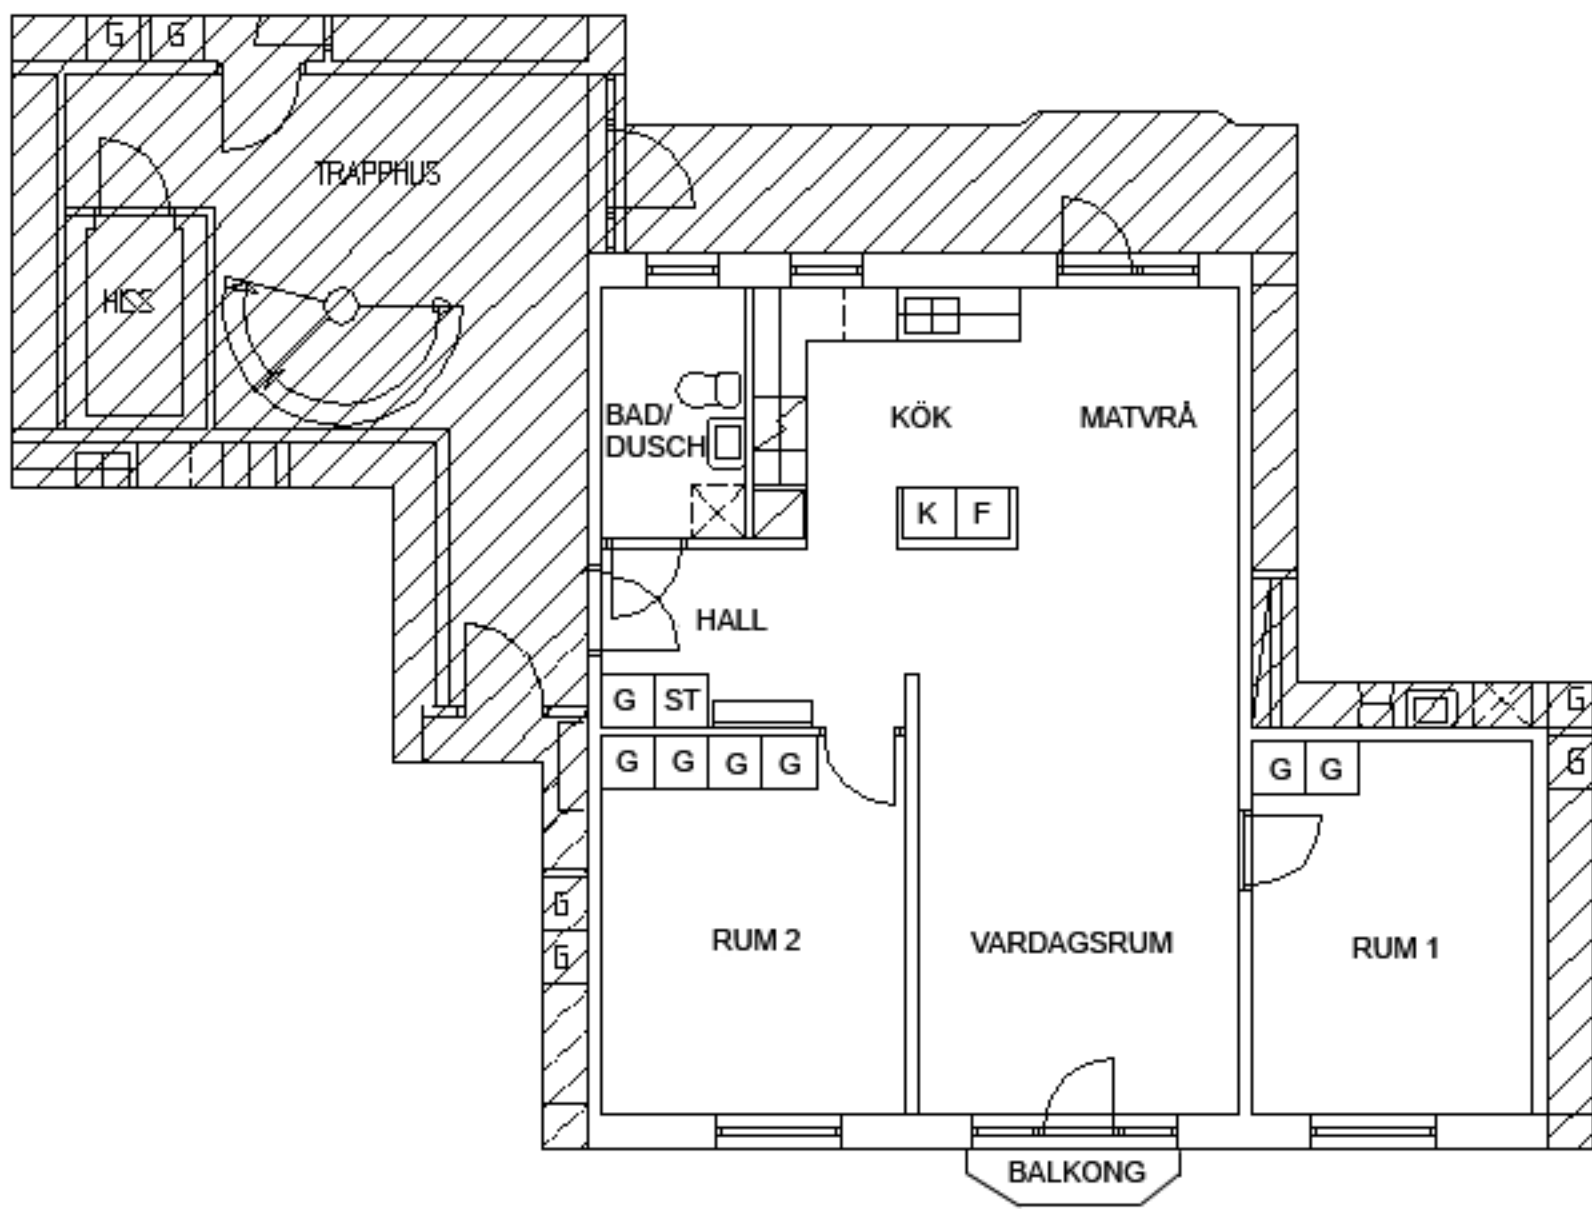 G G
TRAPPHUS
HISS
BAD/
DUSCH
KÖK
MATVRÅ
K F
HALL
G ST
G G G G
G G
G
G
G
G
RUM 2
VARDAGSRUM
RUM 1
BALKONG